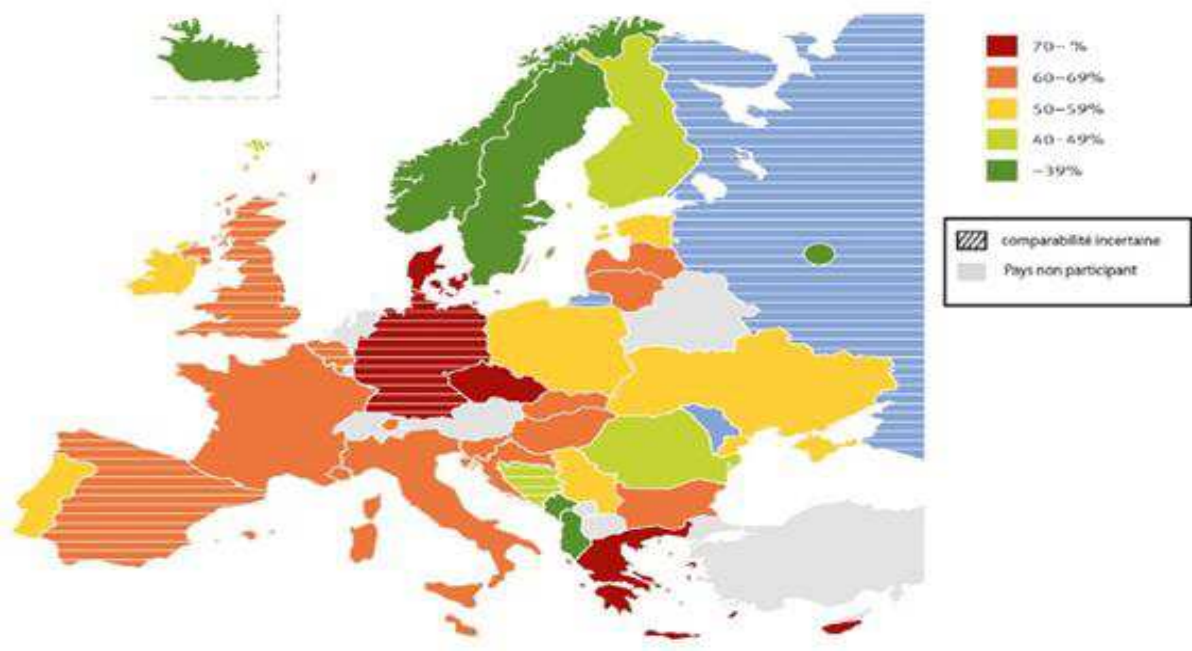 70- %
60-69%
50-59%
40-49%
-39%
comparabilité incertaine
Pays non participant